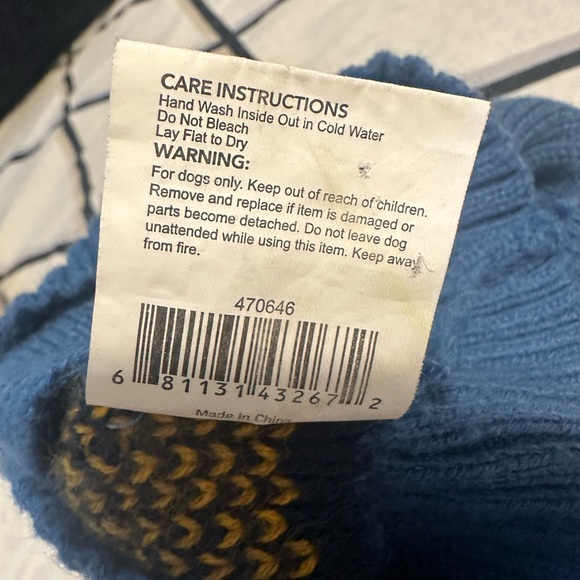 CARE INSTRUCTIONS
Hand Wash Inside Out in Cold Water
Do Not Bleach
Lay Flat to Dry
WARNING:
For dogs only. Keep out of reach of children.
Remove and replace if item is damaged or
parts become detached. Do not leave dog
unattended while using this item. Keep away
from fire.
470646
6 81131 43267 2
Made in China